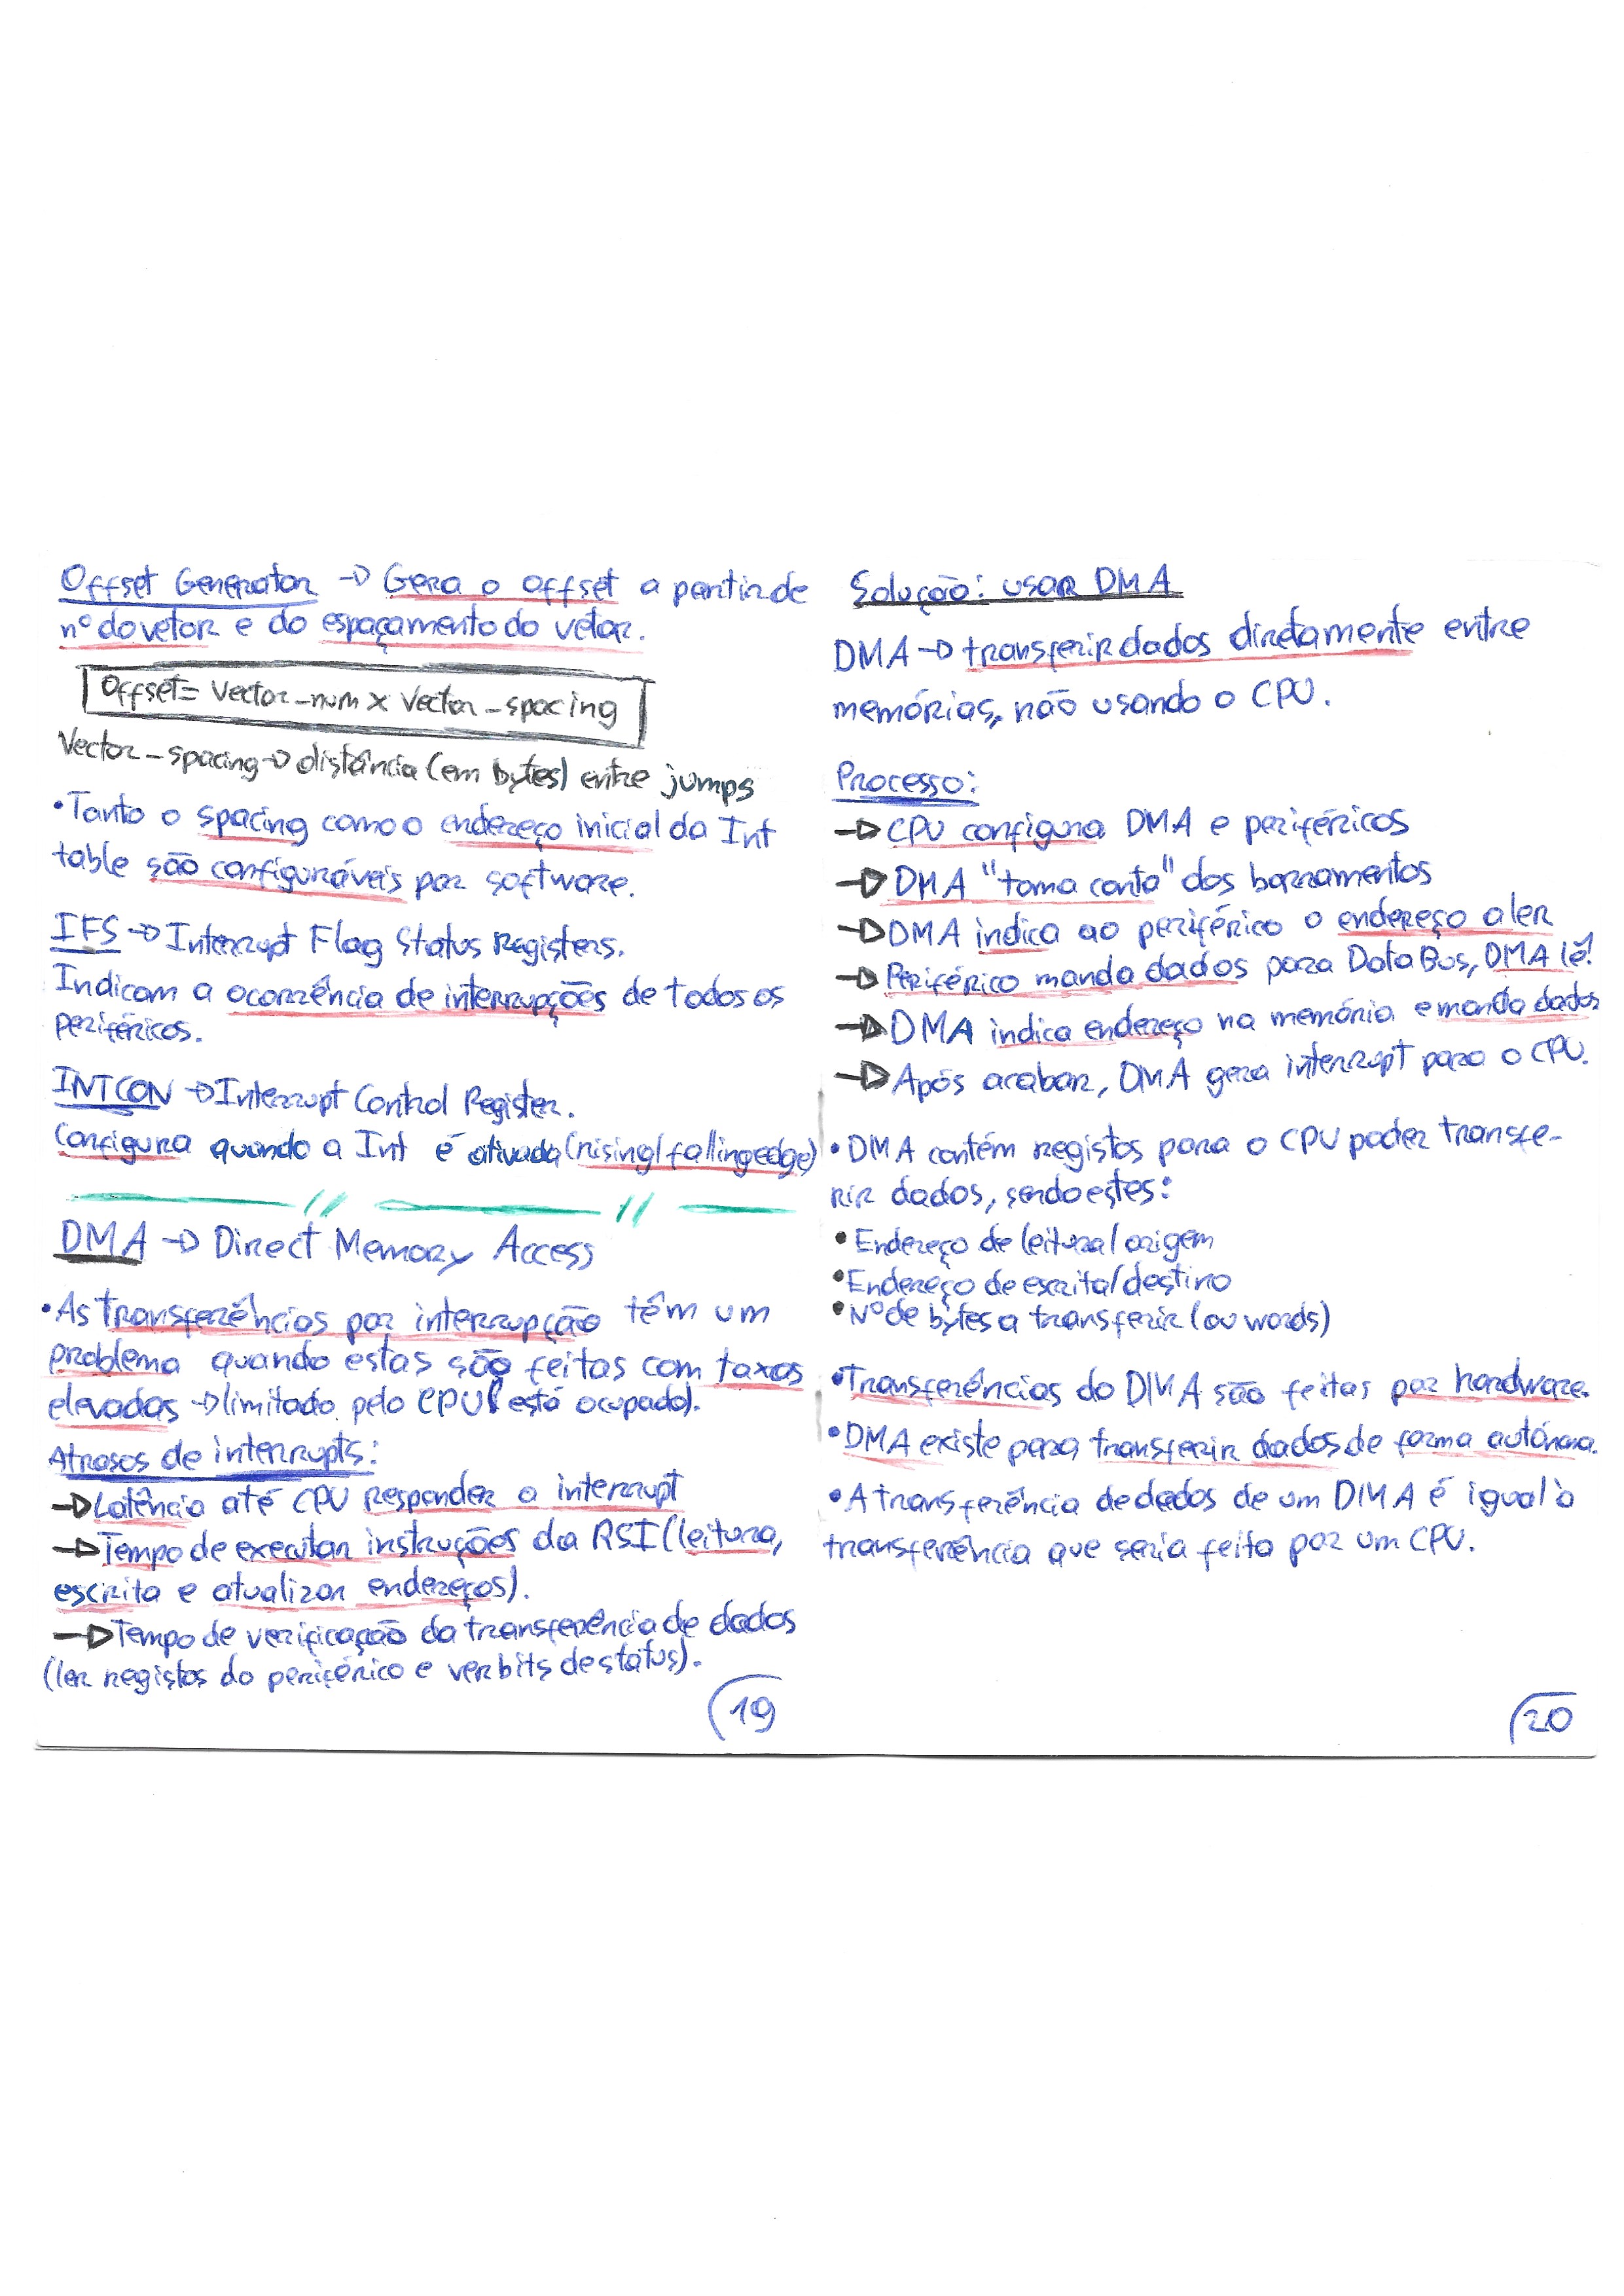 Offset Generator → Gera o offset a partir de
nº do vetor e do espaçamento do vetor.
Offset = Vector_num x Vector_spacing
Vector_spacing → distância (em bytes) entre jumps
• Tanto o spacing como o endereço inicial da Int
table são configuráveis por software.
IFS → Interrupt Flag Status Registers.
Indicam a ocorrência de interrupções de todos os
periféricos.
INTCON → Interrupt Control Register.
Configura quando a Int é ativada (rising/falling edge)
DMA → Direct Memory Access
• As transferências por interrupção têm um
problema quando estas são feitas com taxas
elevadas → limitado pelo CPU (está ocupado).
Atrasos de interrupts:
→ Latência até CPU responder a interrupt
→ Tempo de executar instruções da RSI (leitura,
escrita e atualizar endereços).
→ Tempo de verificação da transferência de dados
(ler registos do periférico e ver bits de status).
19
Solução: usar DMA
DMA → transferir dados diretamente entre
memórias, não usando o CPU.
Processo:
→ CPU configura DMA e periféricos
→ DMA "toma conta" dos barramentos
→ DMA indica ao periférico o endereço a ler
→ Periférico manda dados para Data Bus, DMA lê!
→ DMA indica endereço na memória e manda dados
→ Após acabar, DMA gera interrupt para o CPU.
• DMA contém registos para o CPU poder transfe-
rir dados, sendo estes:
• Endereço de leitura/origem
• Endereço de escrita/destino
• Nº de bytes a transferir (ou words)
• Transferências do DMA são feitas por hardware.
• DMA existe para transferir dados de forma autónoma.
• A transferência de dados de um DMA é igual à
transferência que seria feita por um CPU.
20